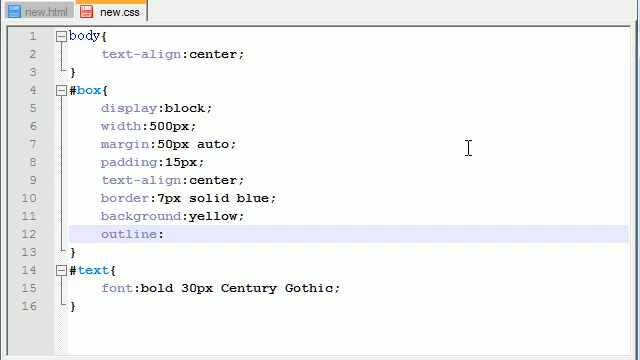 new.html new.css
1 body{
2 text-align:center;
3 }
4 #box{
5 display:block;
6 width:500px;
7 margin:50px auto;
8 padding:15px;
9 text-align:center;
10 border:7px solid blue;
11 background:yellow;
12 outline:
13 }
14 #text{
15 font:bold 30px Century Gothic;
16 }